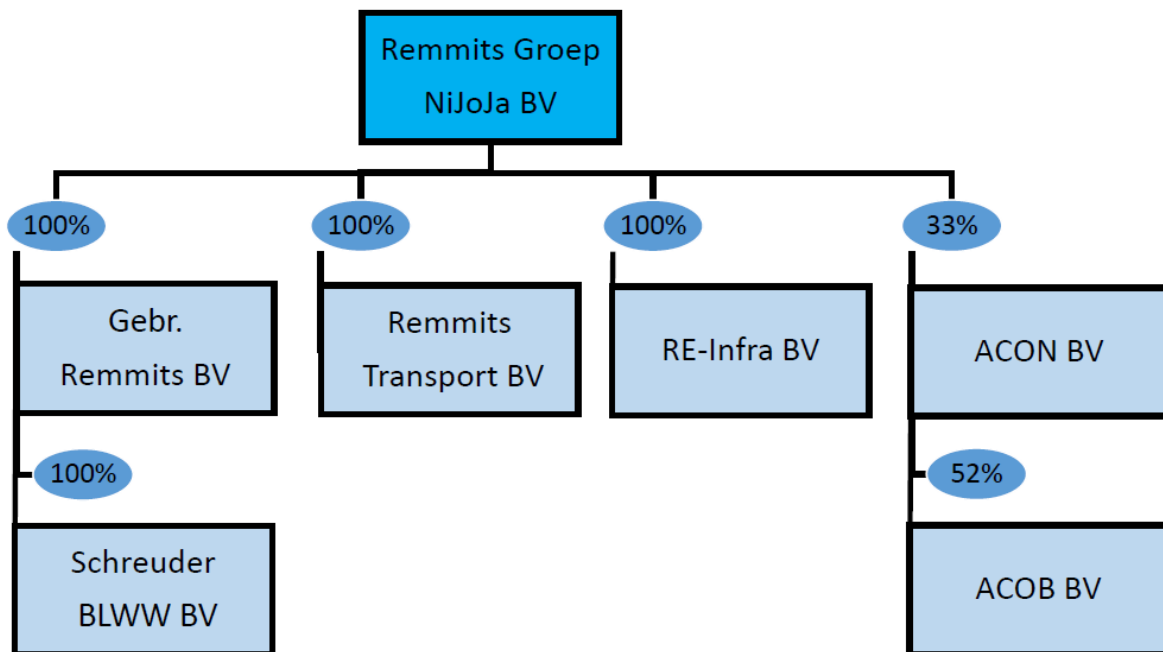 Remmits Groep
NiJoJa BV
100%
100%
100%
33%
Gebr.
Remmits BV
Remmits
Transport BV
RE-Infra BV
ACON BV
100%
52%
Schreuder
BLWW BV
ACOB BV